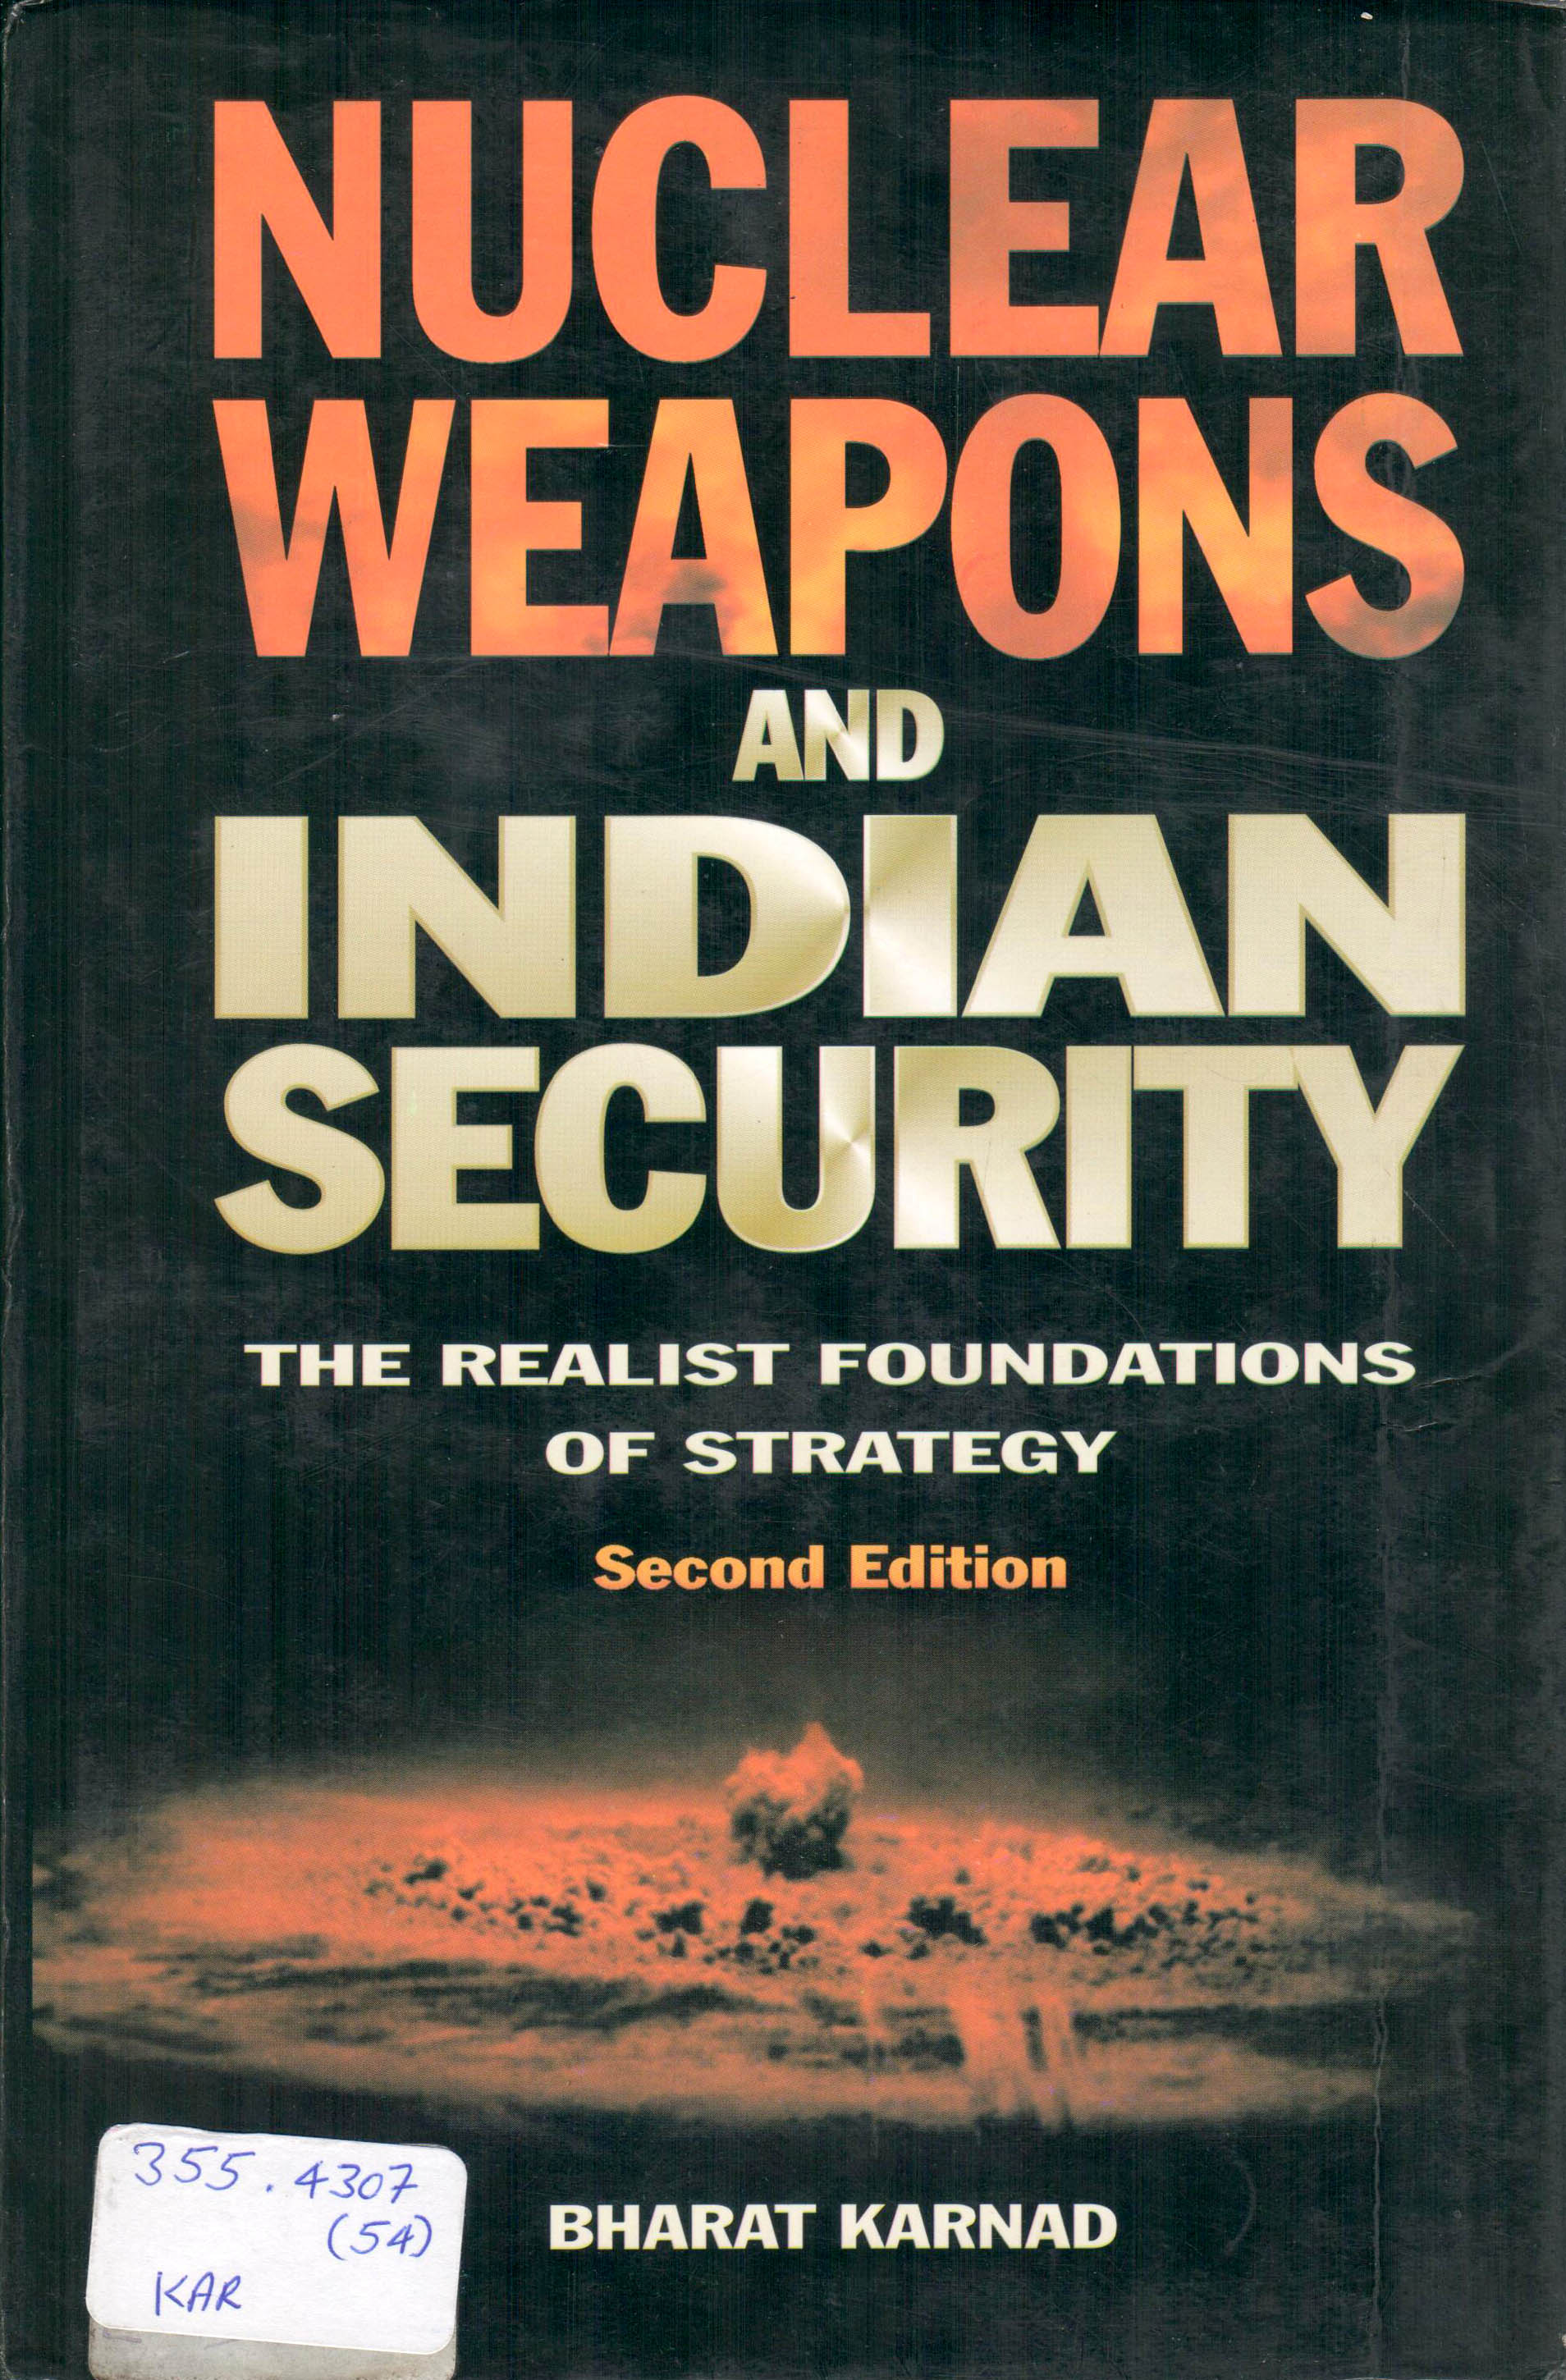 NUCLEAR
WEAPONS
AND
INDIAN
SECURITY
THE REALIST FOUNDATIONS
OF STRATEGY
Second Edition
355.4307
(54)
KAR
BHARAT KARNAD